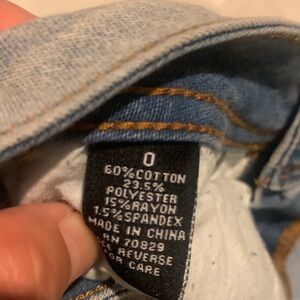 0
60%COTTON
23.5%
POLYESTER
15%RAYON
1.5%SPANDEX
MADE IN CHINA
RN 70829
REVERSE
FOR CARE